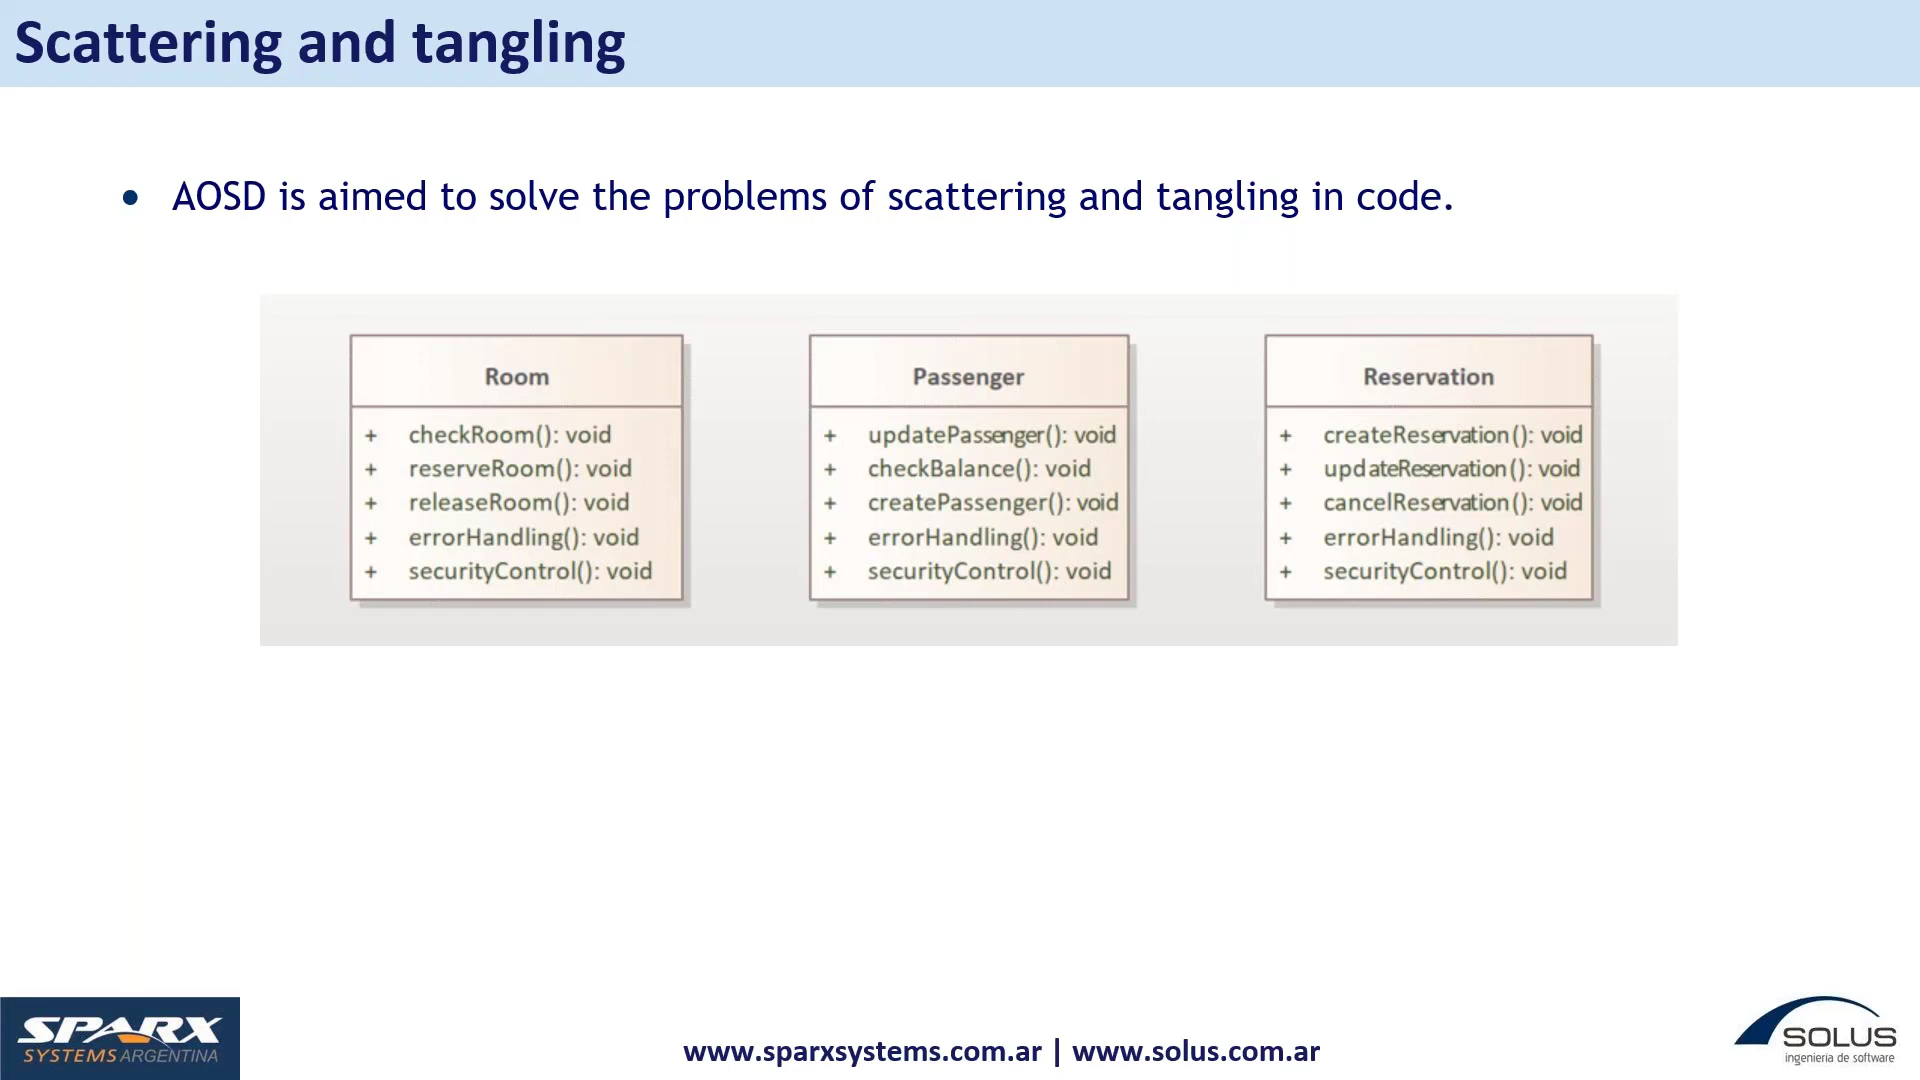 Scattering and tangling
• AOSD is aimed to solve the problems of scattering and tangling in code.
Room
+ checkRoom(): void
+ reserveRoom(): void
+ releaseRoom(): void
+ errorHandling(): void
+ securityControl(): void
Passenger
+ updatePassenger(): void
+ checkBalance(): void
+ createPassenger(): void
+ errorHandling(): void
+ securityControl(): void
Reservation
+ createReservation(): void
+ updateReservation(): void
+ cancelReservation(): void
+ errorHandling(): void
+ securityControl(): void
SPARX
SYSTEMS ARGENTINA
www.sparxsystems.com.ar | www.solus.com.ar
SOLUS
ingenieria de software